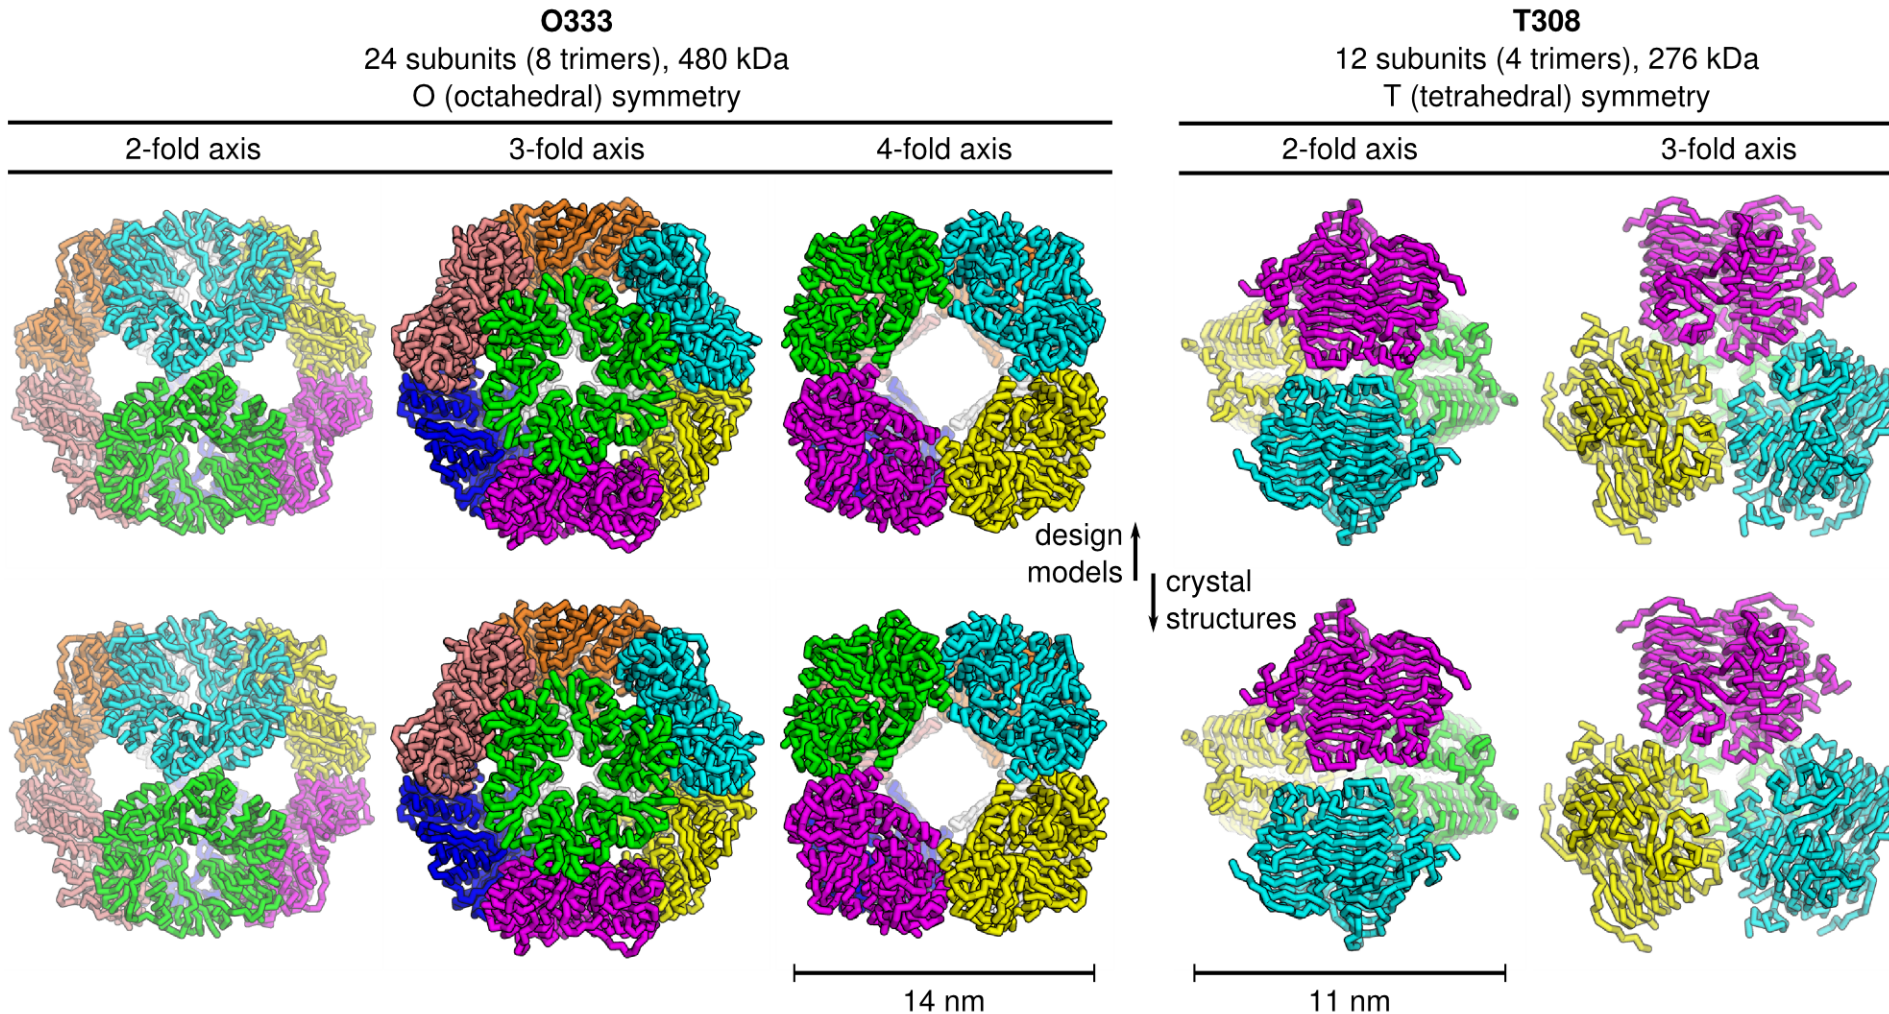 O333
24 subunits (8 trimers), 480 kDa
O (octahedral) symmetry
2-fold axis
3-fold axis
4-fold axis
T308
12 subunits (4 trimers), 276 kDa
T (tetrahedral) symmetry
2-fold axis
3-fold axis
design
models
crystal
structures
14 nm
11 nm